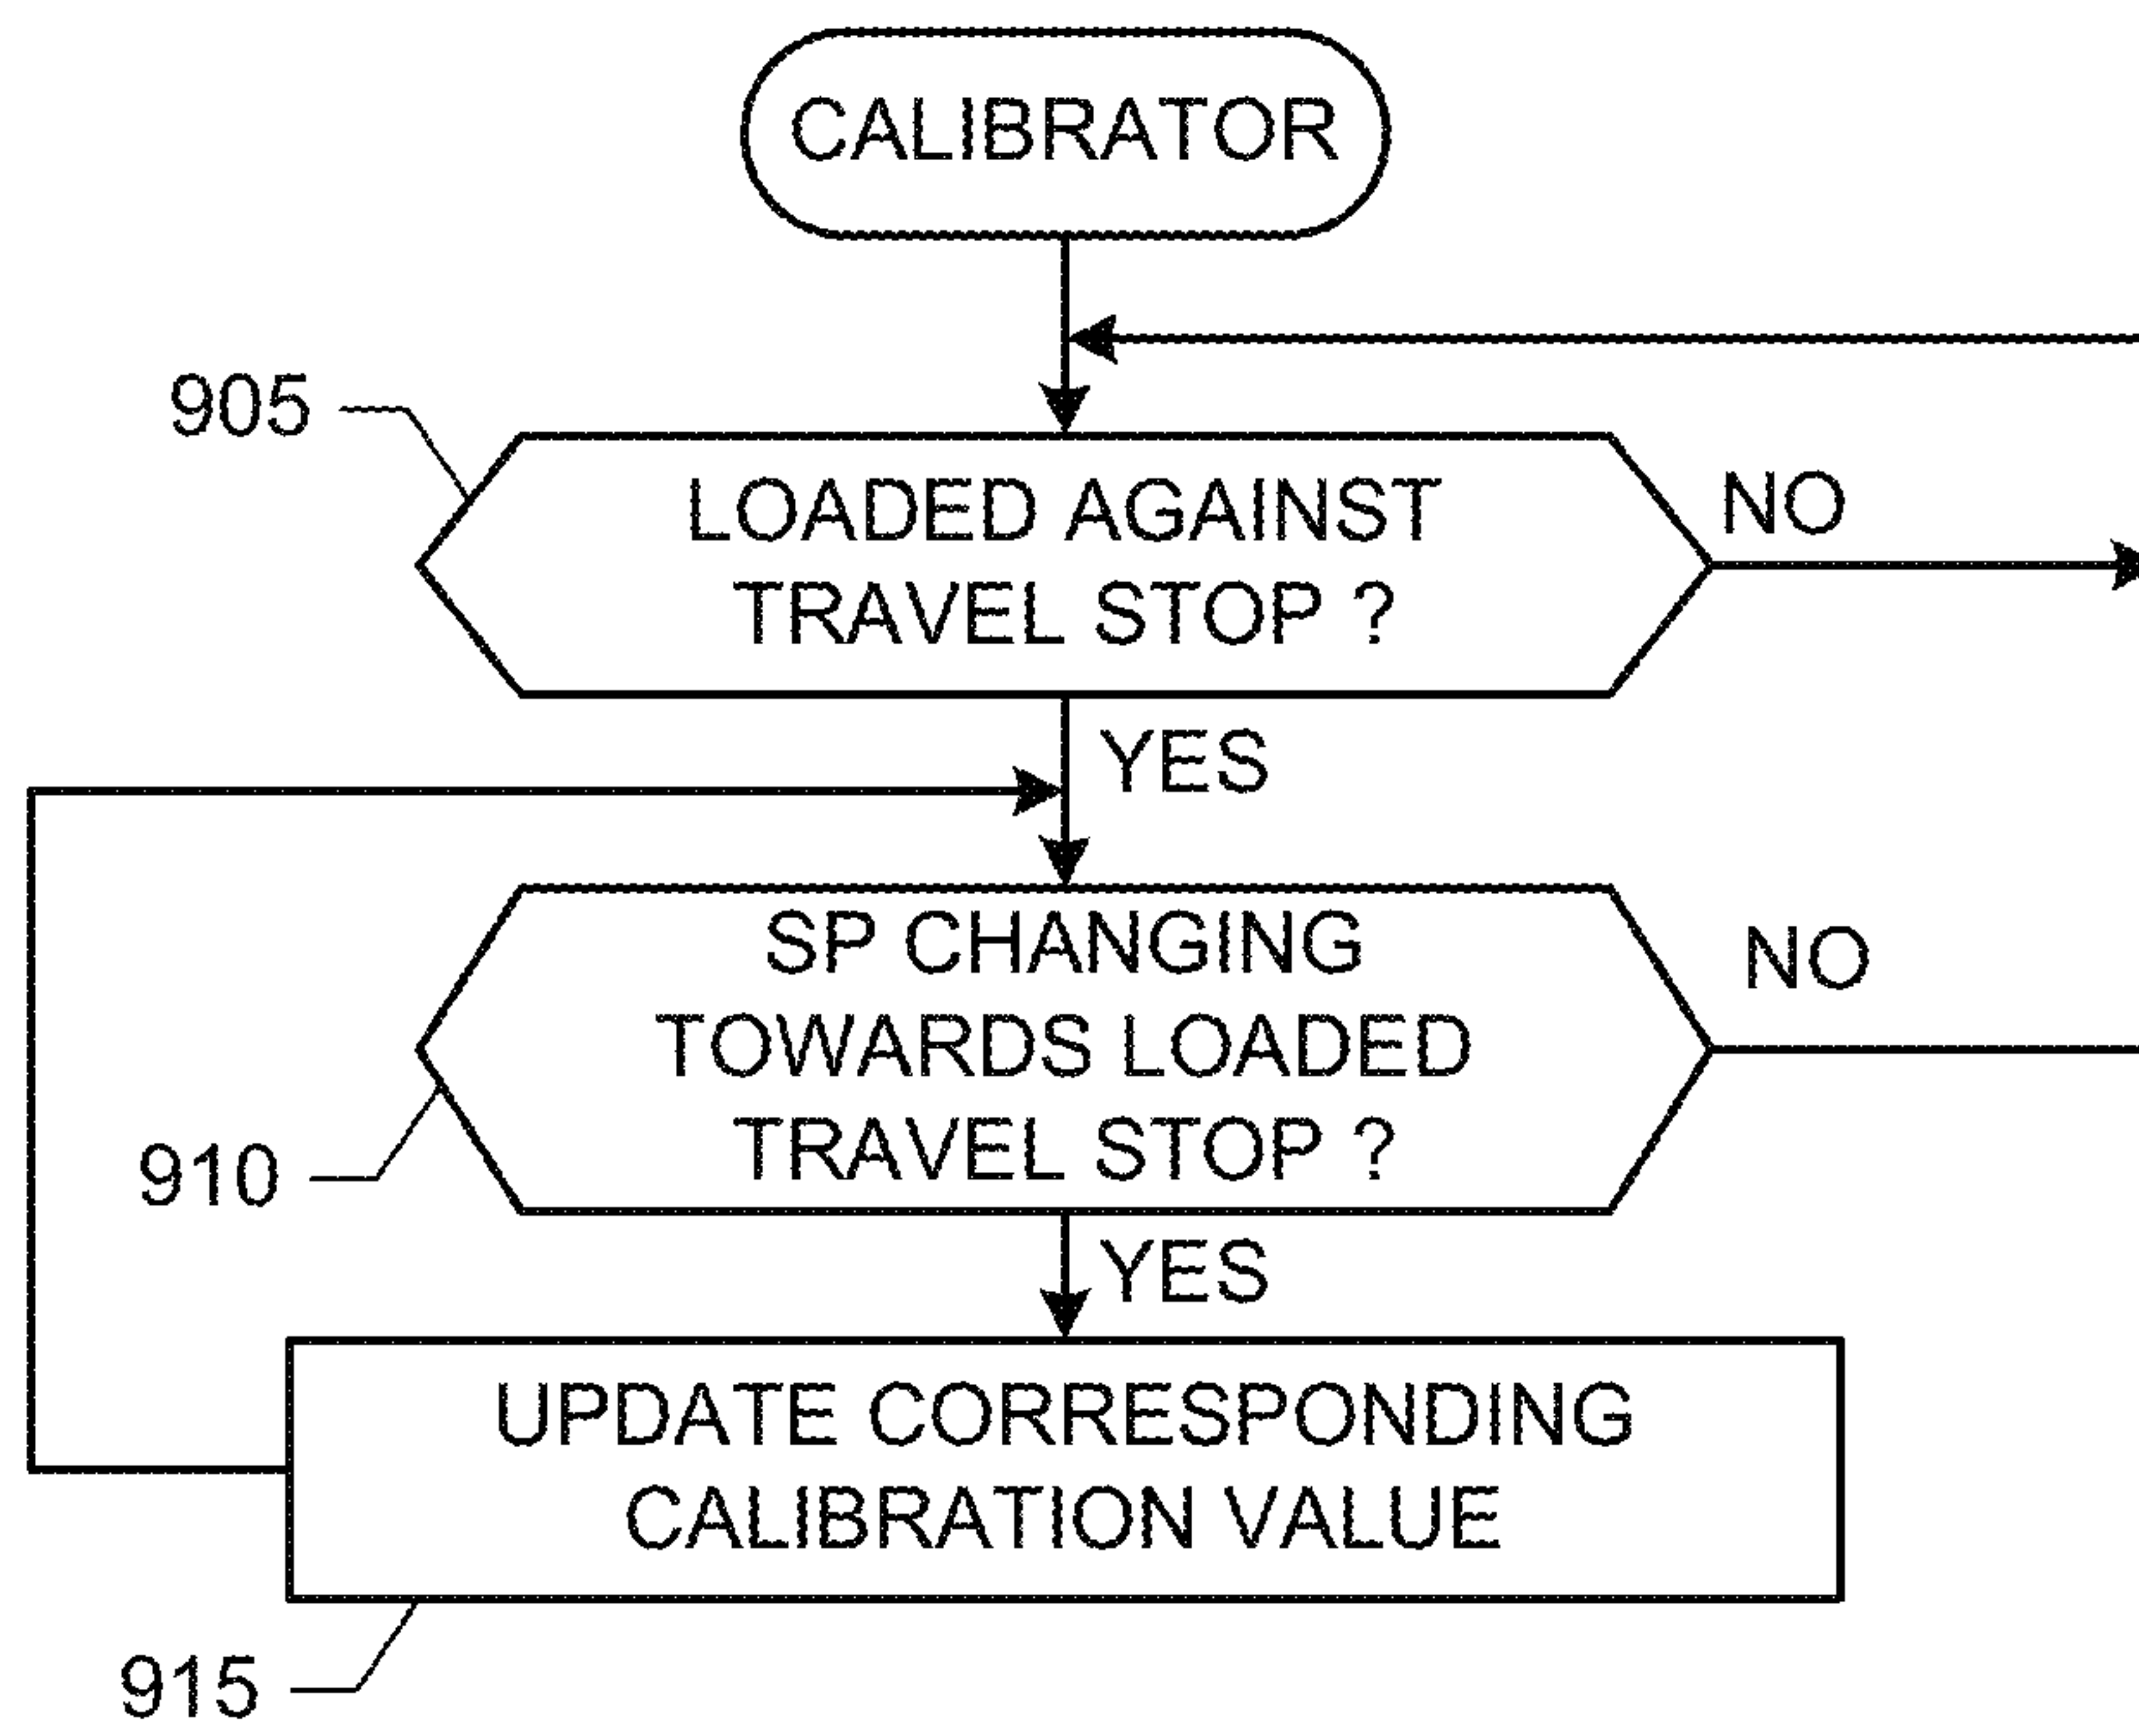 CALIBRATOR
905
LOADED AGAINST
TRAVEL STOP ?
NO
YES
SP CHANGING
TOWARDS LOADED
TRAVEL STOP ?
NO
910
YES
UPDATE CORRESPONDING
CALIBRATION VALUE
915